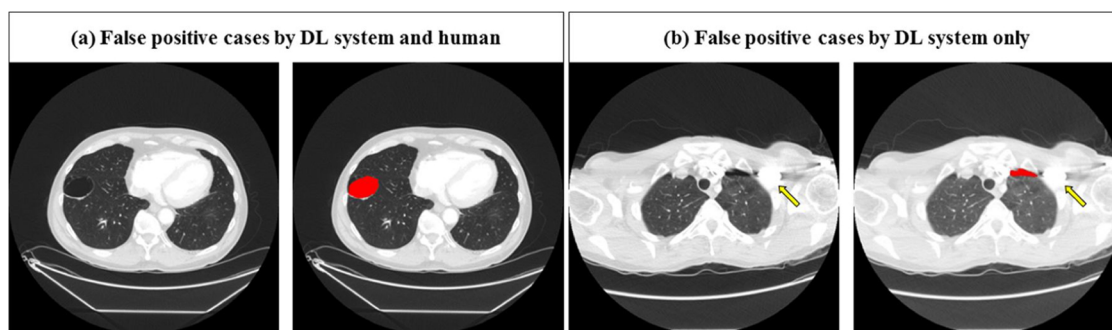 (a) False positive cases by DL system and human
(b) False positive cases by DL system only